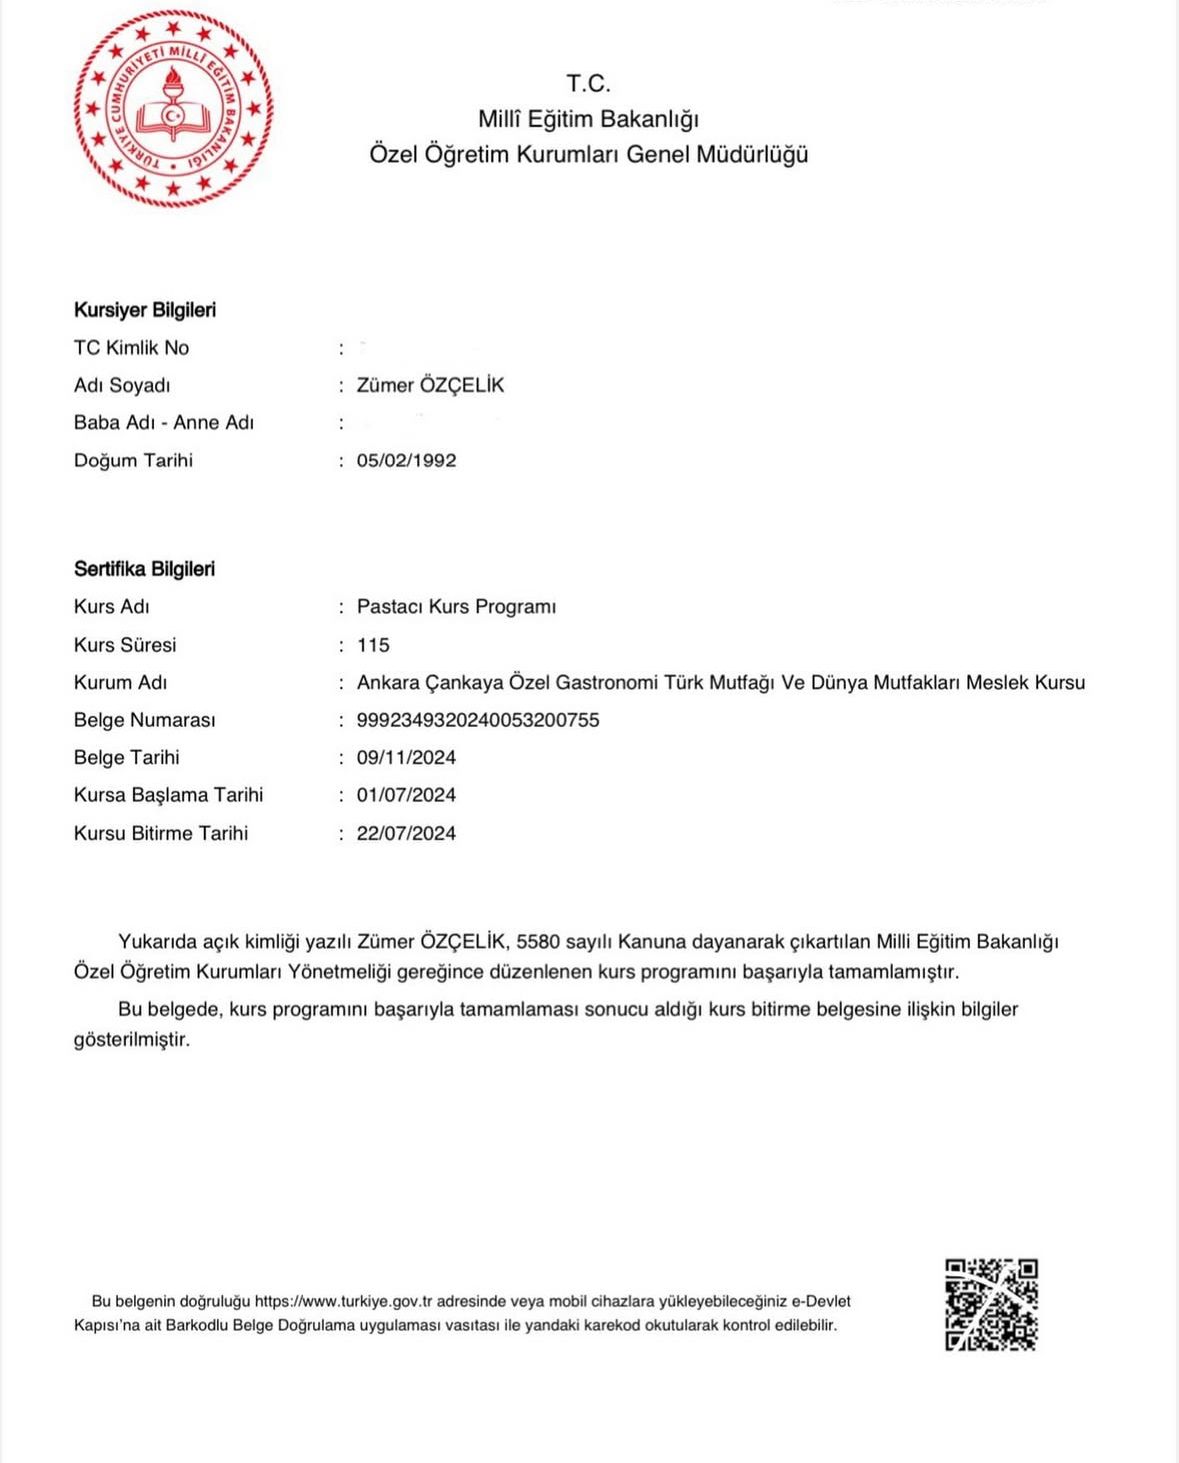 TÜRKİYE CUMHURİYETİ MİLLİ EĞİTİM BAKANLIĞI
T.C.
Millî Eğitim Bakanlığı
Özel Öğretim Kurumları Genel Müdürlüğü
Kursiyer Bilgileri
TC Kimlik No :
Adı Soyadı : Zümer ÖZÇELİK
Baba Adı - Anne Adı :
Doğum Tarihi : 05/02/1992
Sertifika Bilgileri
Kurs Adı : Pastacı Kurs Programı
Kurs Süresi : 115
Kurum Adı : Ankara Çankaya Özel Gastronomi Türk Mutfağı Ve Dünya Mutfakları Meslek Kursu
Belge Numarası : 9992349320240053200755
Belge Tarihi : 09/11/2024
Kursa Başlama Tarihi : 01/07/2024
Kursu Bitirme Tarihi : 22/07/2024
Yukarıda açık kimliği yazılı Zümer ÖZÇELİK, 5580 sayılı Kanuna dayanarak çıkartılan Milli Eğitim Bakanlığı
Özel Öğretim Kurumları Yönetmeliği gereğince düzenlenen kurs programını başarıyla tamamlamıştır.
Bu belgede, kurs programını başarıyla tamamlaması sonucu aldığı kurs bitirme belgesine ilişkin bilgiler
gösterilmiştir.
Bu belgenin doğruluğu https://www.turkiye.gov.tr adresinde veya mobil cihazlara yükleyebileceğiniz e-Devlet
Kapısı'na ait Barkodlu Belge Doğrulama uygulaması vasıtası ile yandaki karekod okutularak kontrol edilebilir.